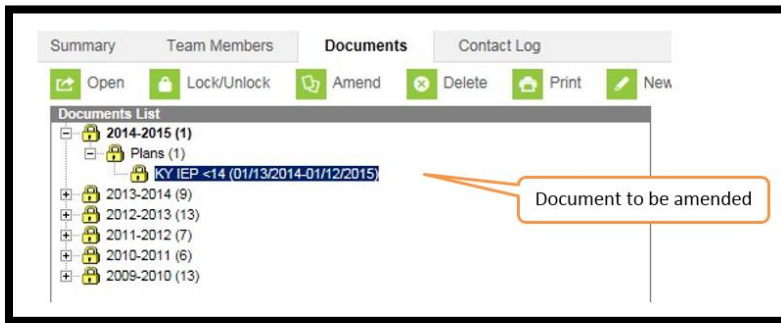 Summary Team Members Documents Contact Log
Open Lock/Unlock Amend Delete Print New
Documents List
2014-2015 (1)
Plans (1)
KY IEP <14 (01/13/2014-01/12/2015)
Document to be amended
2013-2014 (9)
2012-2013 (13)
2011-2012 (7)
2010-2011 (6)
2009-2010 (13)